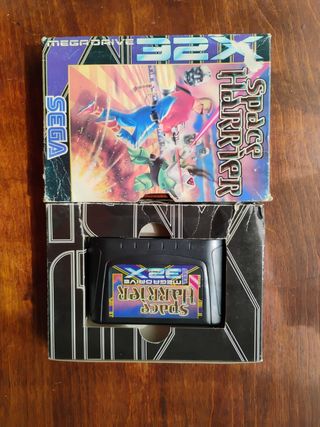 MEGADRIVE 32X
SPACE
HARRIER
SEGA
SPACE
HARRIER
MEGADRIVE
32X